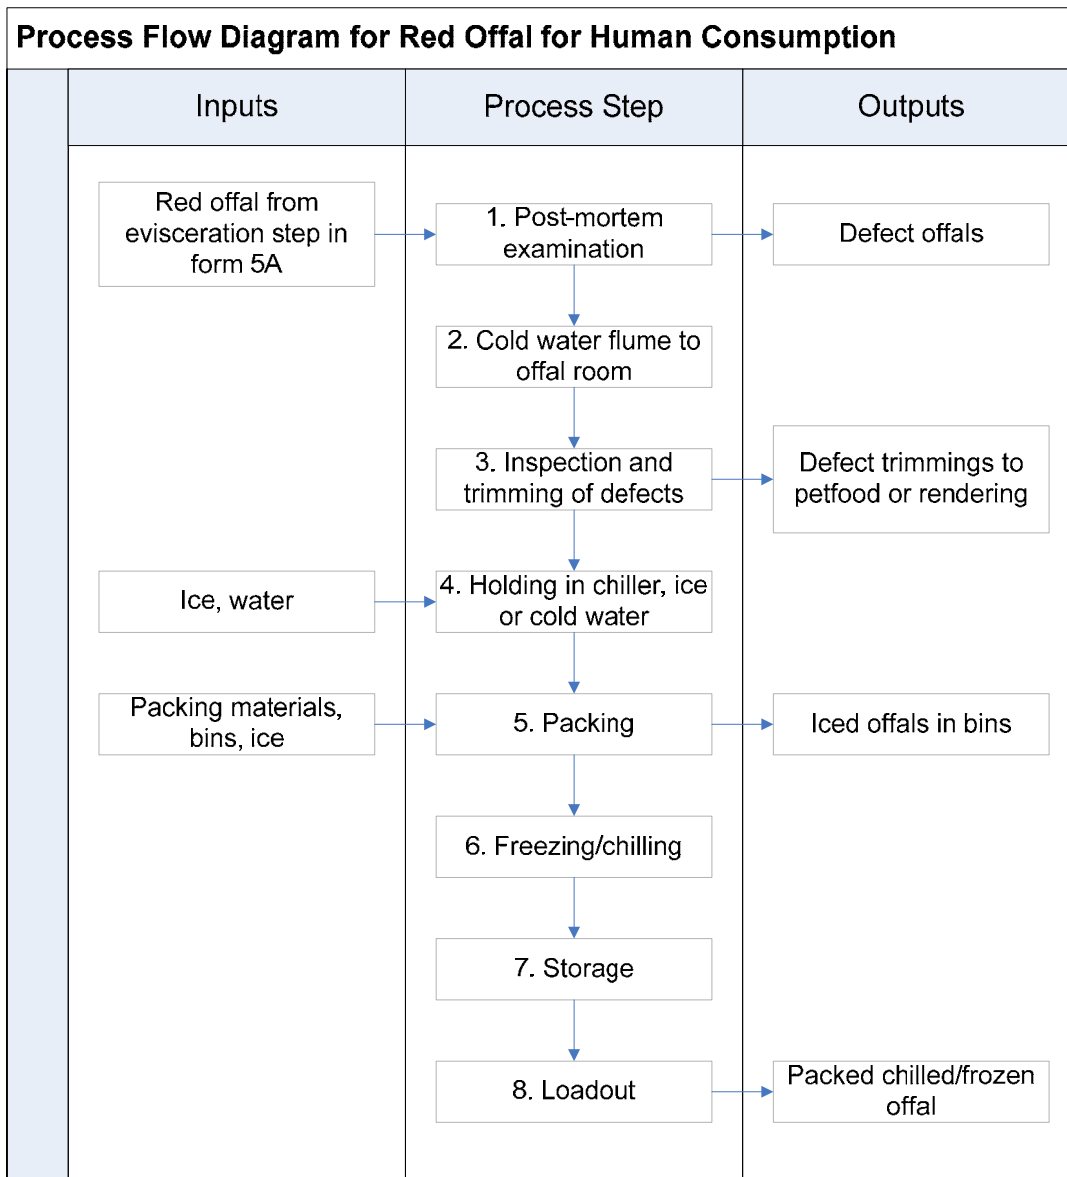 Process Flow Diagram for Red Offal for Human Consumption
Inputs
Process Step
Outputs
Red offal from
evisceration step in
form 5A
1. Post-mortem
examination
Defect offals
2. Cold water flume to
offal room
3. Inspection and
trimming of defects
Defect trimmings to
petfood or rendering
Ice, water
4. Holding in chiller, ice
or cold water
Packing materials,
bins, ice
5. Packing
Iced offals in bins
6. Freezing/chilling
7. Storage
8. Loadout
Packed chilled/frozen
offal